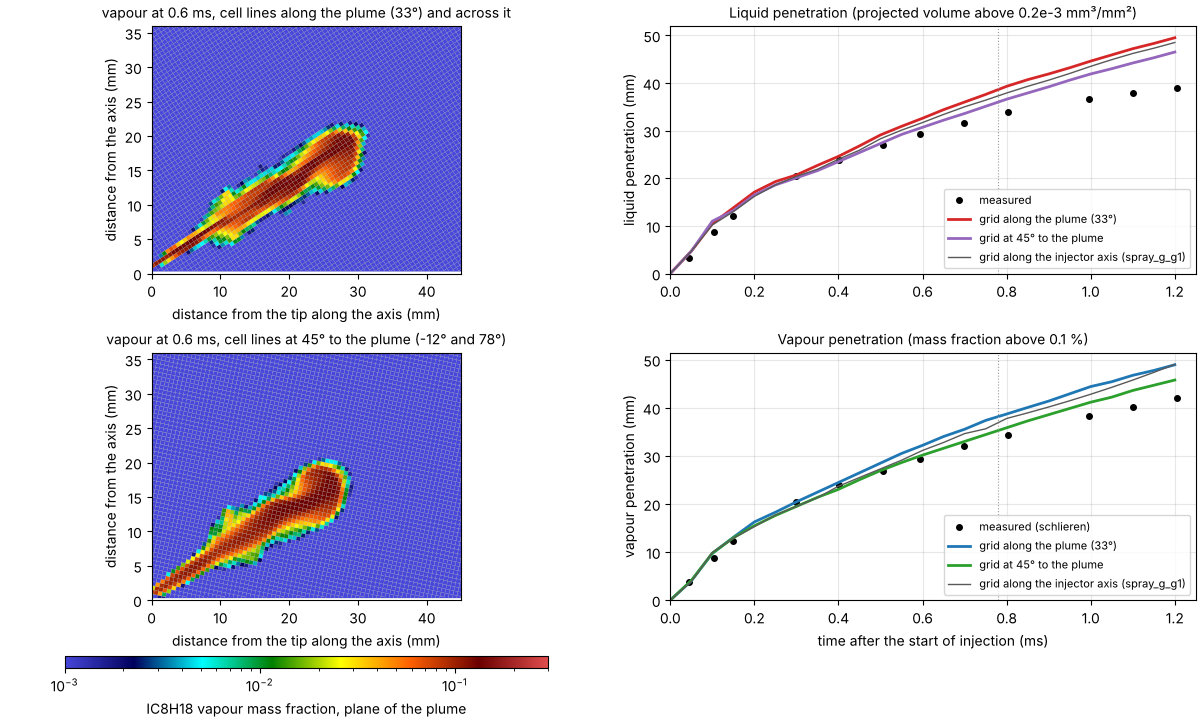 vapour at 0.6 ms, cell lines along the plume (33°) and across it
35
30
25
20
15
10
5
0
distance from the axis (mm)
0 10 20 30 40
distance from the tip along the axis (mm)
Liquid penetration (projected volume above 0.2e-3 mm³/mm²)
50
40
30
20
10
0
liquid penetration (mm)
measured
grid along the plume (33°)
grid at 45° to the plume
grid along the injector axis (spray_g_g1)
0.0 0.2 0.4 0.6 0.8 1.0 1.2
vapour at 0.6 ms, cell lines at 45° to the plume (-12° and 78°)
35
30
25
20
15
10
5
0
distance from the axis (mm)
0 10 20 30 40
distance from the tip along the axis (mm)
Vapour penetration (mass fraction above 0.1 %)
50
40
30
20
10
0
vapour penetration (mm)
measured (schlieren)
grid along the plume (33°)
grid at 45° to the plume
grid along the injector axis (spray_g_g1)
0.0 0.2 0.4 0.6 0.8 1.0 1.2
time after the start of injection (ms)
10⁻³ 10⁻² 10⁻¹
IC8H18 vapour mass fraction, plane of the plume